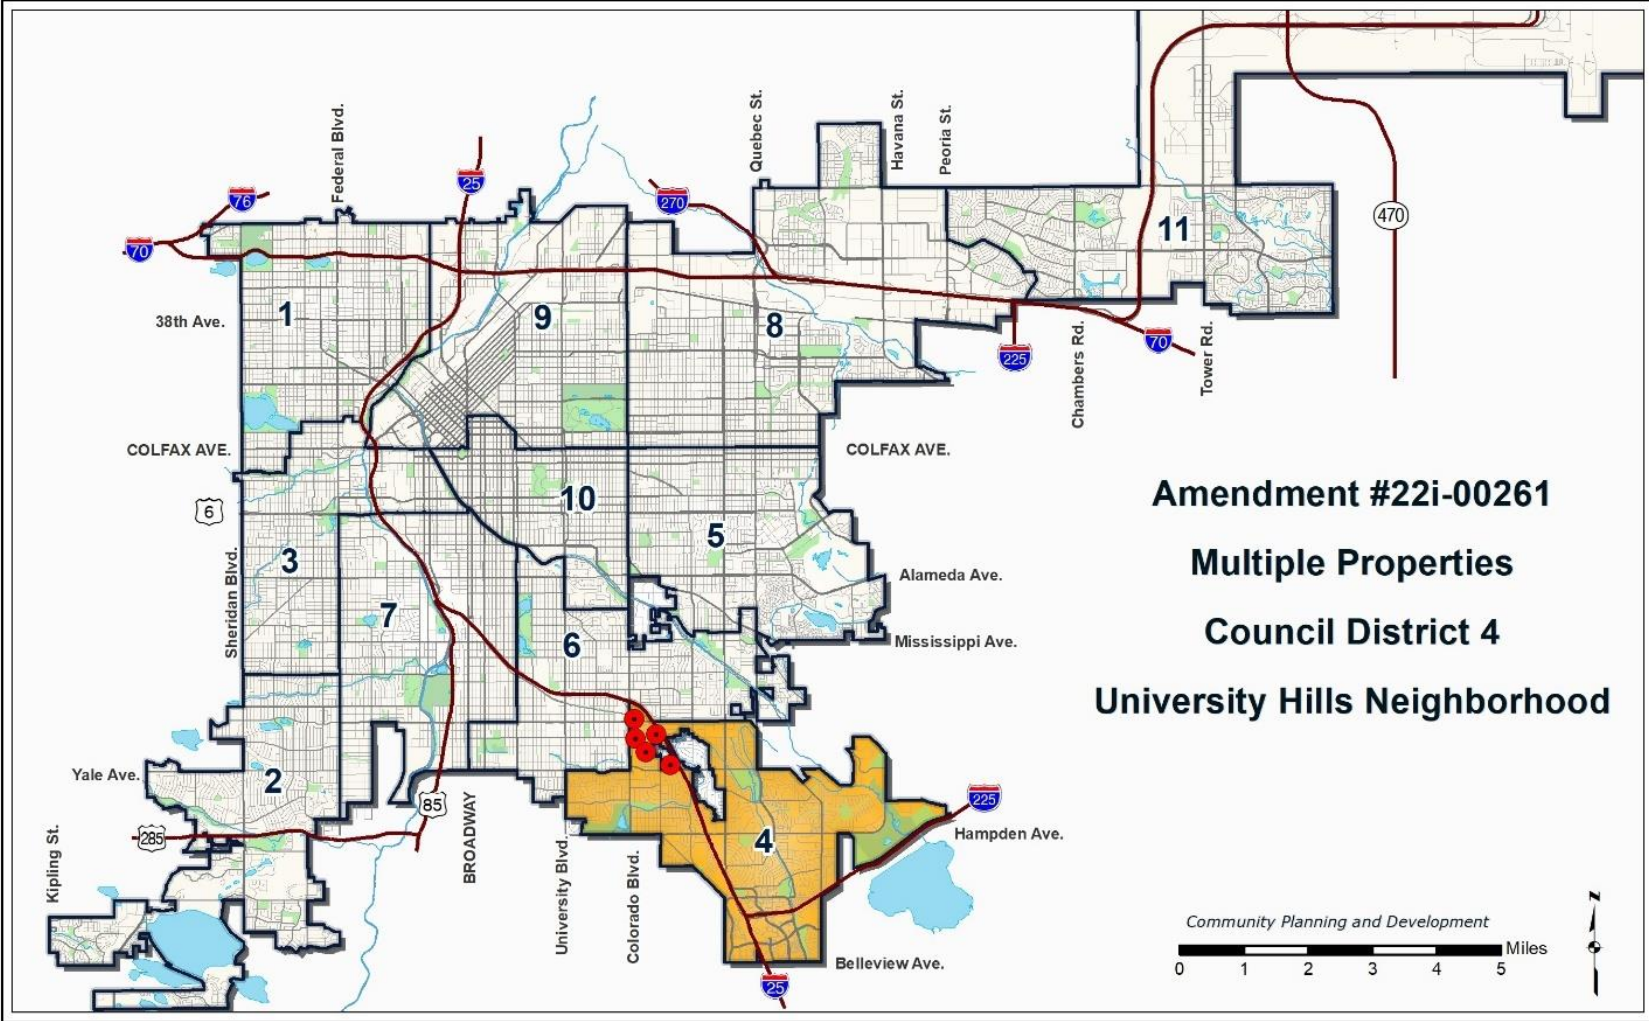 Federal Blvd.
Quebec St.
Havana St.
Peoria St.
76
25
270
70
470
11
38th Ave.
1
9
8
225
70
Chambers Rd.
Tower Rd.
COLFAX AVE.
COLFAX AVE.
6
10
5
3
Sheridan Blvd.
Alameda Ave.
7
6
Mississippi Ave.
Amendment #22i-00261
Multiple Properties
Council District 4
University Hills Neighborhood
Yale Ave.
2
85
BROADWAY
225
285
4
Hampden Ave.
Kipling St.
University Blvd.
Colorado Blvd.
Belleview Ave.
25
Community Planning and Development
Miles
0 1 2 3 4 5
N